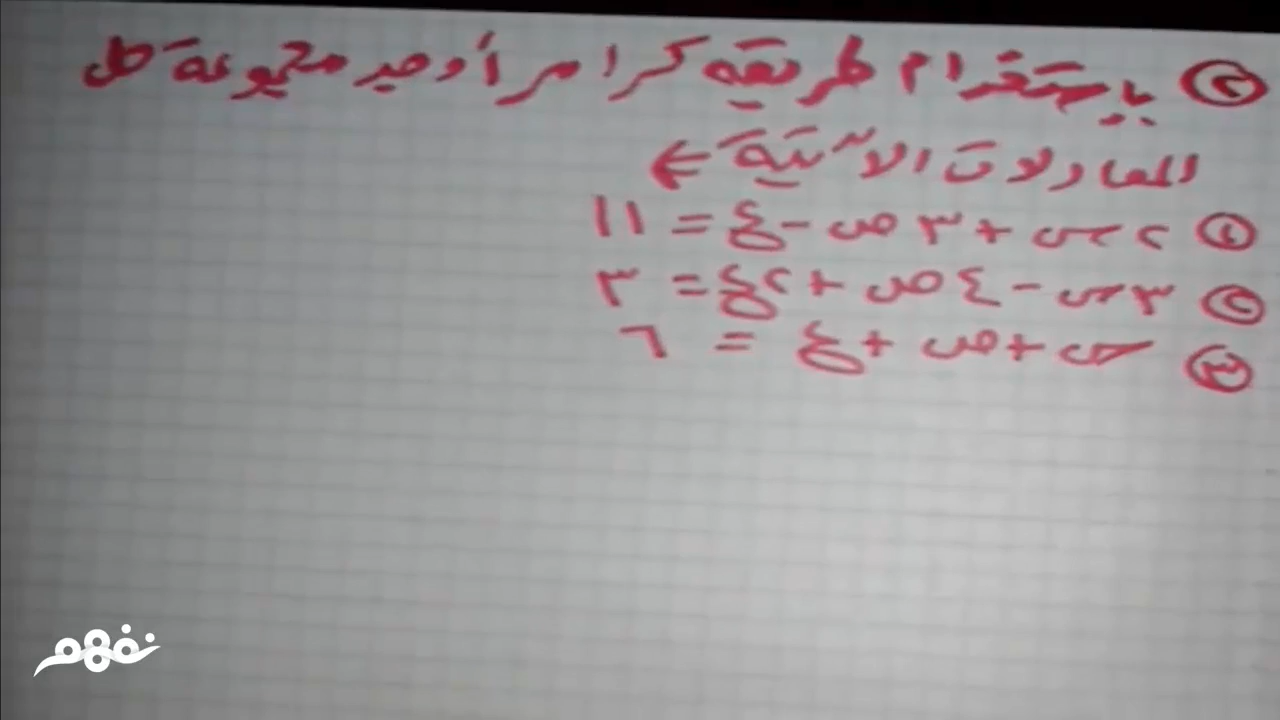 ② باستخدام طريقة كرامر أوجد مجموعة حل
المعادلات الآتية ←
① ٢س + ٣ص - ع = ١١
② ٣س - ٤ص + ٢ع = ٣
③ س + ص + ع = ٦
نفهم